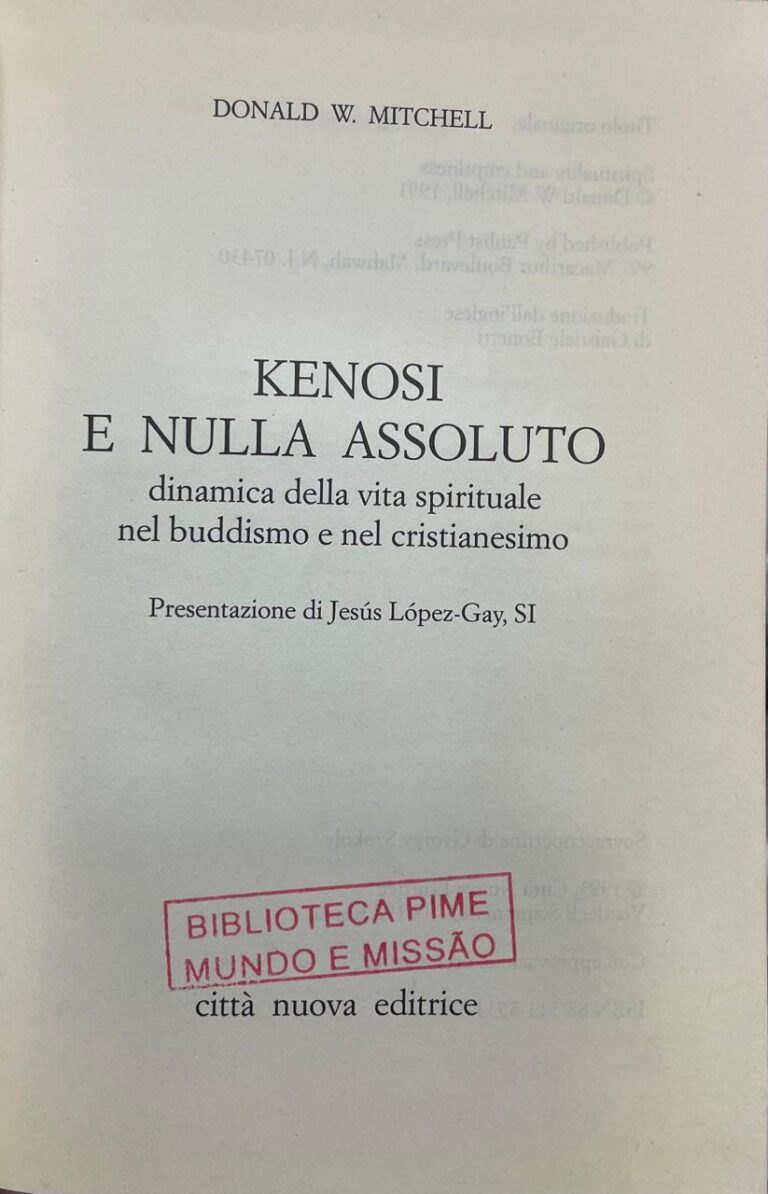 DONALD W. MITCHELL
KENOSI
E NULLA ASSOLUTO
dinamica della vita spirituale
nel buddismo e nel cristianesimo
Presentazione di Jesús López-Gay, SI
BIBLIOTECA PIME
MUNDO E MISSÃO
città nuova editrice